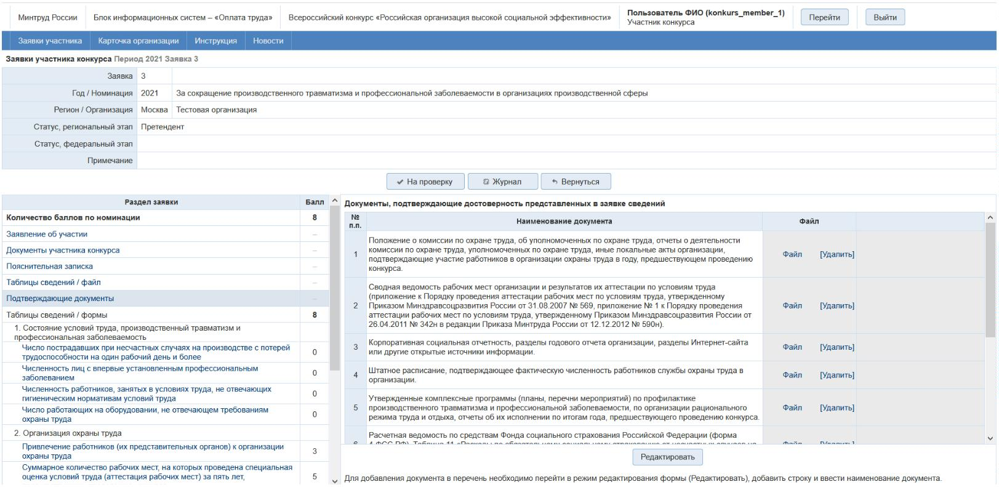 Минтруд России
Блок информационных систем – «Оплата труда»
Всероссийский конкурс «Российская организация высокой социальной эффективности»
Пользователь ФИО (konkurs_member_1)
Участник конкурса
Перейти
Выйти
Заявки участника
Карточка организации
Инструкция
Новости
Заявки участника конкурса Период 2021 Заявка 3
Заявка 3
Год / Номинация 2021 За сокращение производственного травматизма и профессиональной заболеваемости в организациях производственной сферы
Регион / Организация Москва Тестовая организация
Статус, региональный этап Претендент
Статус, федеральный этап
Примечание
На проверку
Журнал
Вернуться
Раздел заявки Балл
Количество баллов по номинации 8
Заявление об участии –
Документы участника конкурса –
Пояснительная записка –
Таблицы сведений / файл –
Подтверждающие документы –
Таблицы сведений / формы 8
1. Состояние условий труда, производственный травматизм и
профессиональная заболеваемость
Число пострадавших при несчастных случаях на производстве с потерей
трудоспособности на один рабочий день и более 0
Численность лиц с впервые установленным профессиональным
заболеванием 0
Численность работников, занятых в условиях труда, не отвечающих
гигиеническим нормативам условий труда 0
Число работающих на оборудовании, не отвечающем требованиям
охраны труда 0
2. Организация охраны труда
Привлечение работников (их представительных органов) к организации
охраны труда 3
Суммарное количество рабочих мест, на которых проведена специальная
оценка условий труда (аттестация рабочих мест) за пять лет, 5
Документы, подтверждающие достоверность представленных в заявке сведений
№
п.п.
Наименование документа
Файл
1
Положение о комиссии по охране труда, об уполномоченных по охране труда, отчеты о деятельности
комиссии по охране труда, уполномоченных по охране труда, иные локальные акты организации,
подтверждающие участие работников в организации охраны труда в году, предшествующем проведению
конкурса.
Файл [Удалить]
2
Сводная ведомость рабочих мест организации и результатов их аттестации по условиям труда
(приложение к Порядку проведения аттестации рабочих мест по условиям труда, утвержденному
Приказом Минздравсоцразвития России от 31.08.2007 № 569, приложение № 1 к Порядку проведения
аттестации рабочих мест по условиям труда, утвержденному Приказом Минздравсоцразвития России от
26.04.2011 № 342н в редакции Приказа Минтруда России от 12.12.2012 № 590н).
Файл [Удалить]
3
Корпоративная социальная отчетность, разделы годового отчета организации, разделы Интернет-сайта
или другие открытые источники информации.
Файл [Удалить]
4
Штатное расписание, подтверждающее фактическую численность работников службы охраны труда в
организации.
Файл [Удалить]
5
Утвержденные комплексные программы (планы, перечни мероприятий) по профилактике
производственного травматизма и профессиональной заболеваемости, по организации рационального
режима труда и отдыха, отчеты об их исполнении по итогам года, предшествующего проведению конкурса.
Файл [Удалить]
Расчетная ведомость по средствам Фонда социального страхования Российской Федерации (форма
Редактировать
Для добавления документа в перечень необходимо перейти в режим редактирования формы (Редактировать), добавить строку и ввести наименование документа.